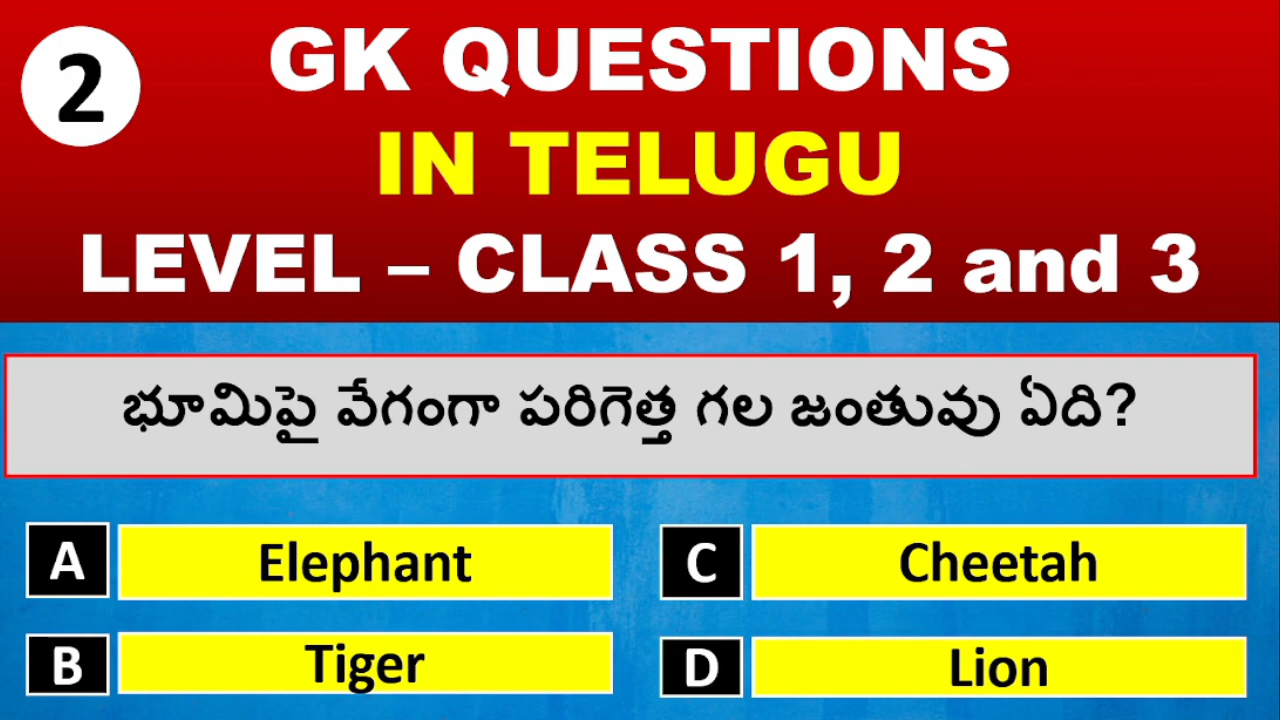 2
GK QUESTIONS
IN TELUGU
LEVEL – CLASS 1, 2 and 3
భూమిపై వేగంగా పరిగెత్త గల జంతువు ఏది?
A Elephant
C Cheetah
B Tiger
D Lion